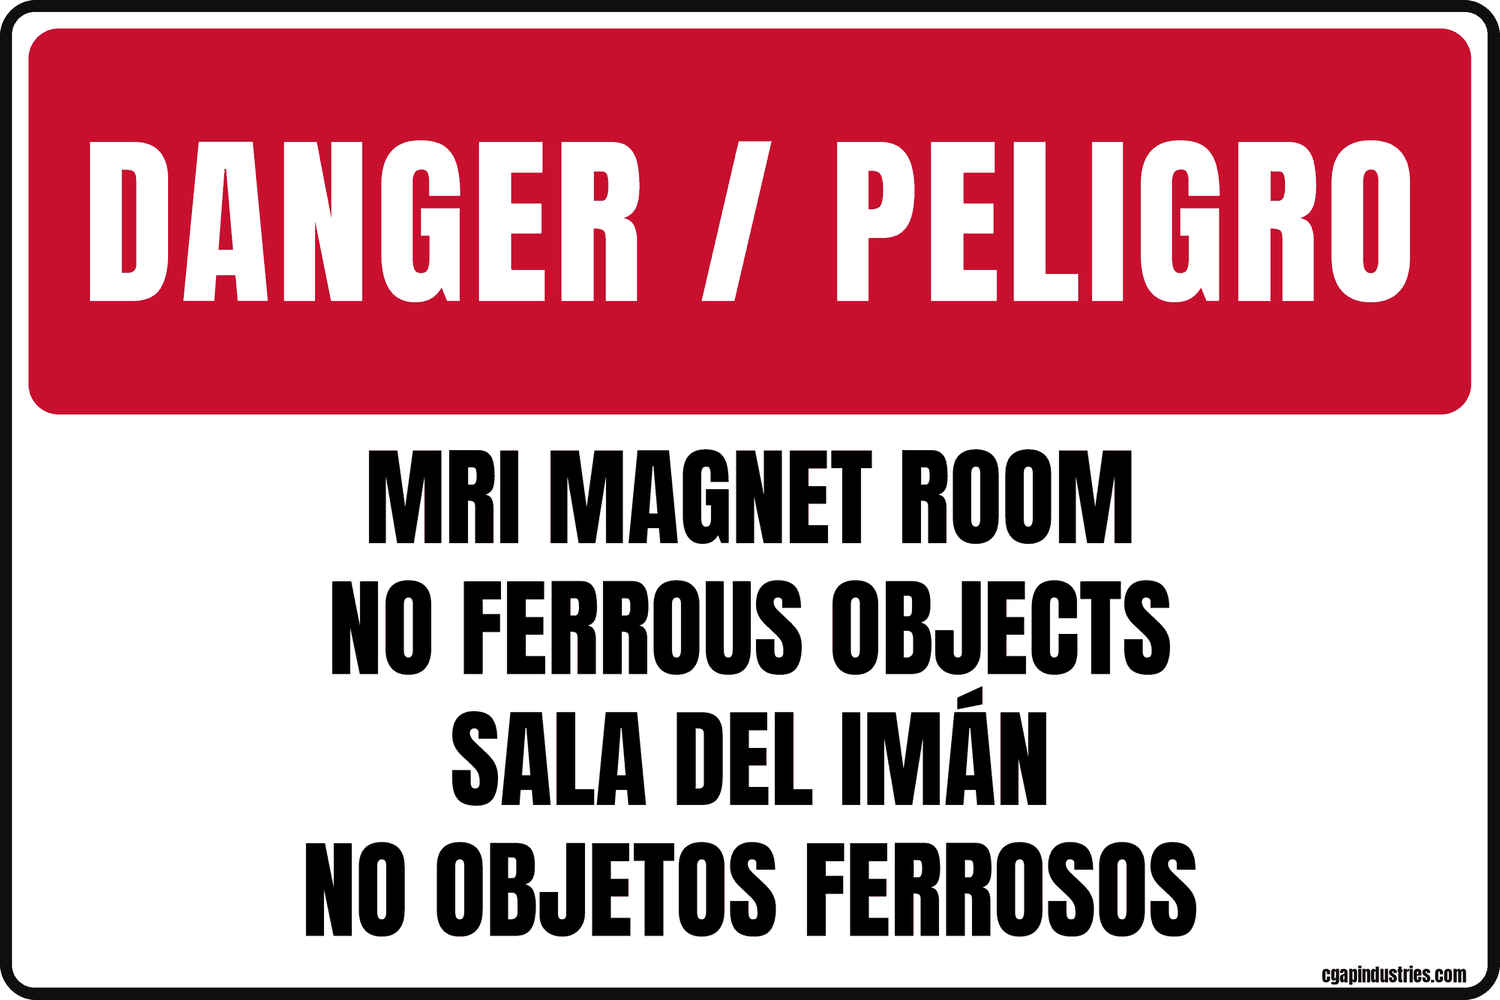 DANGER / PELIGRO
MRI MAGNET ROOM
NO FERROUS OBJECTS
SALA DEL IMÁN
NO OBJETOS FERROSOS
cgapindustries.com